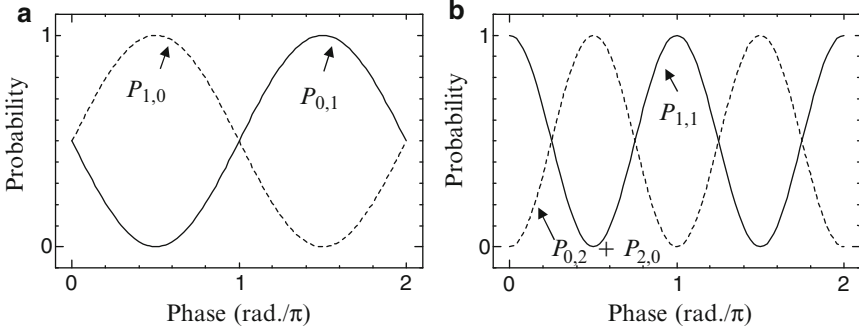 a
b
1
0
Probability
P1,0
P0,1
0
1
2
Phase (rad./π)
1
0
Probability
P1,1
P0,2 + P2,0
0
1
2
Phase (rad./π)